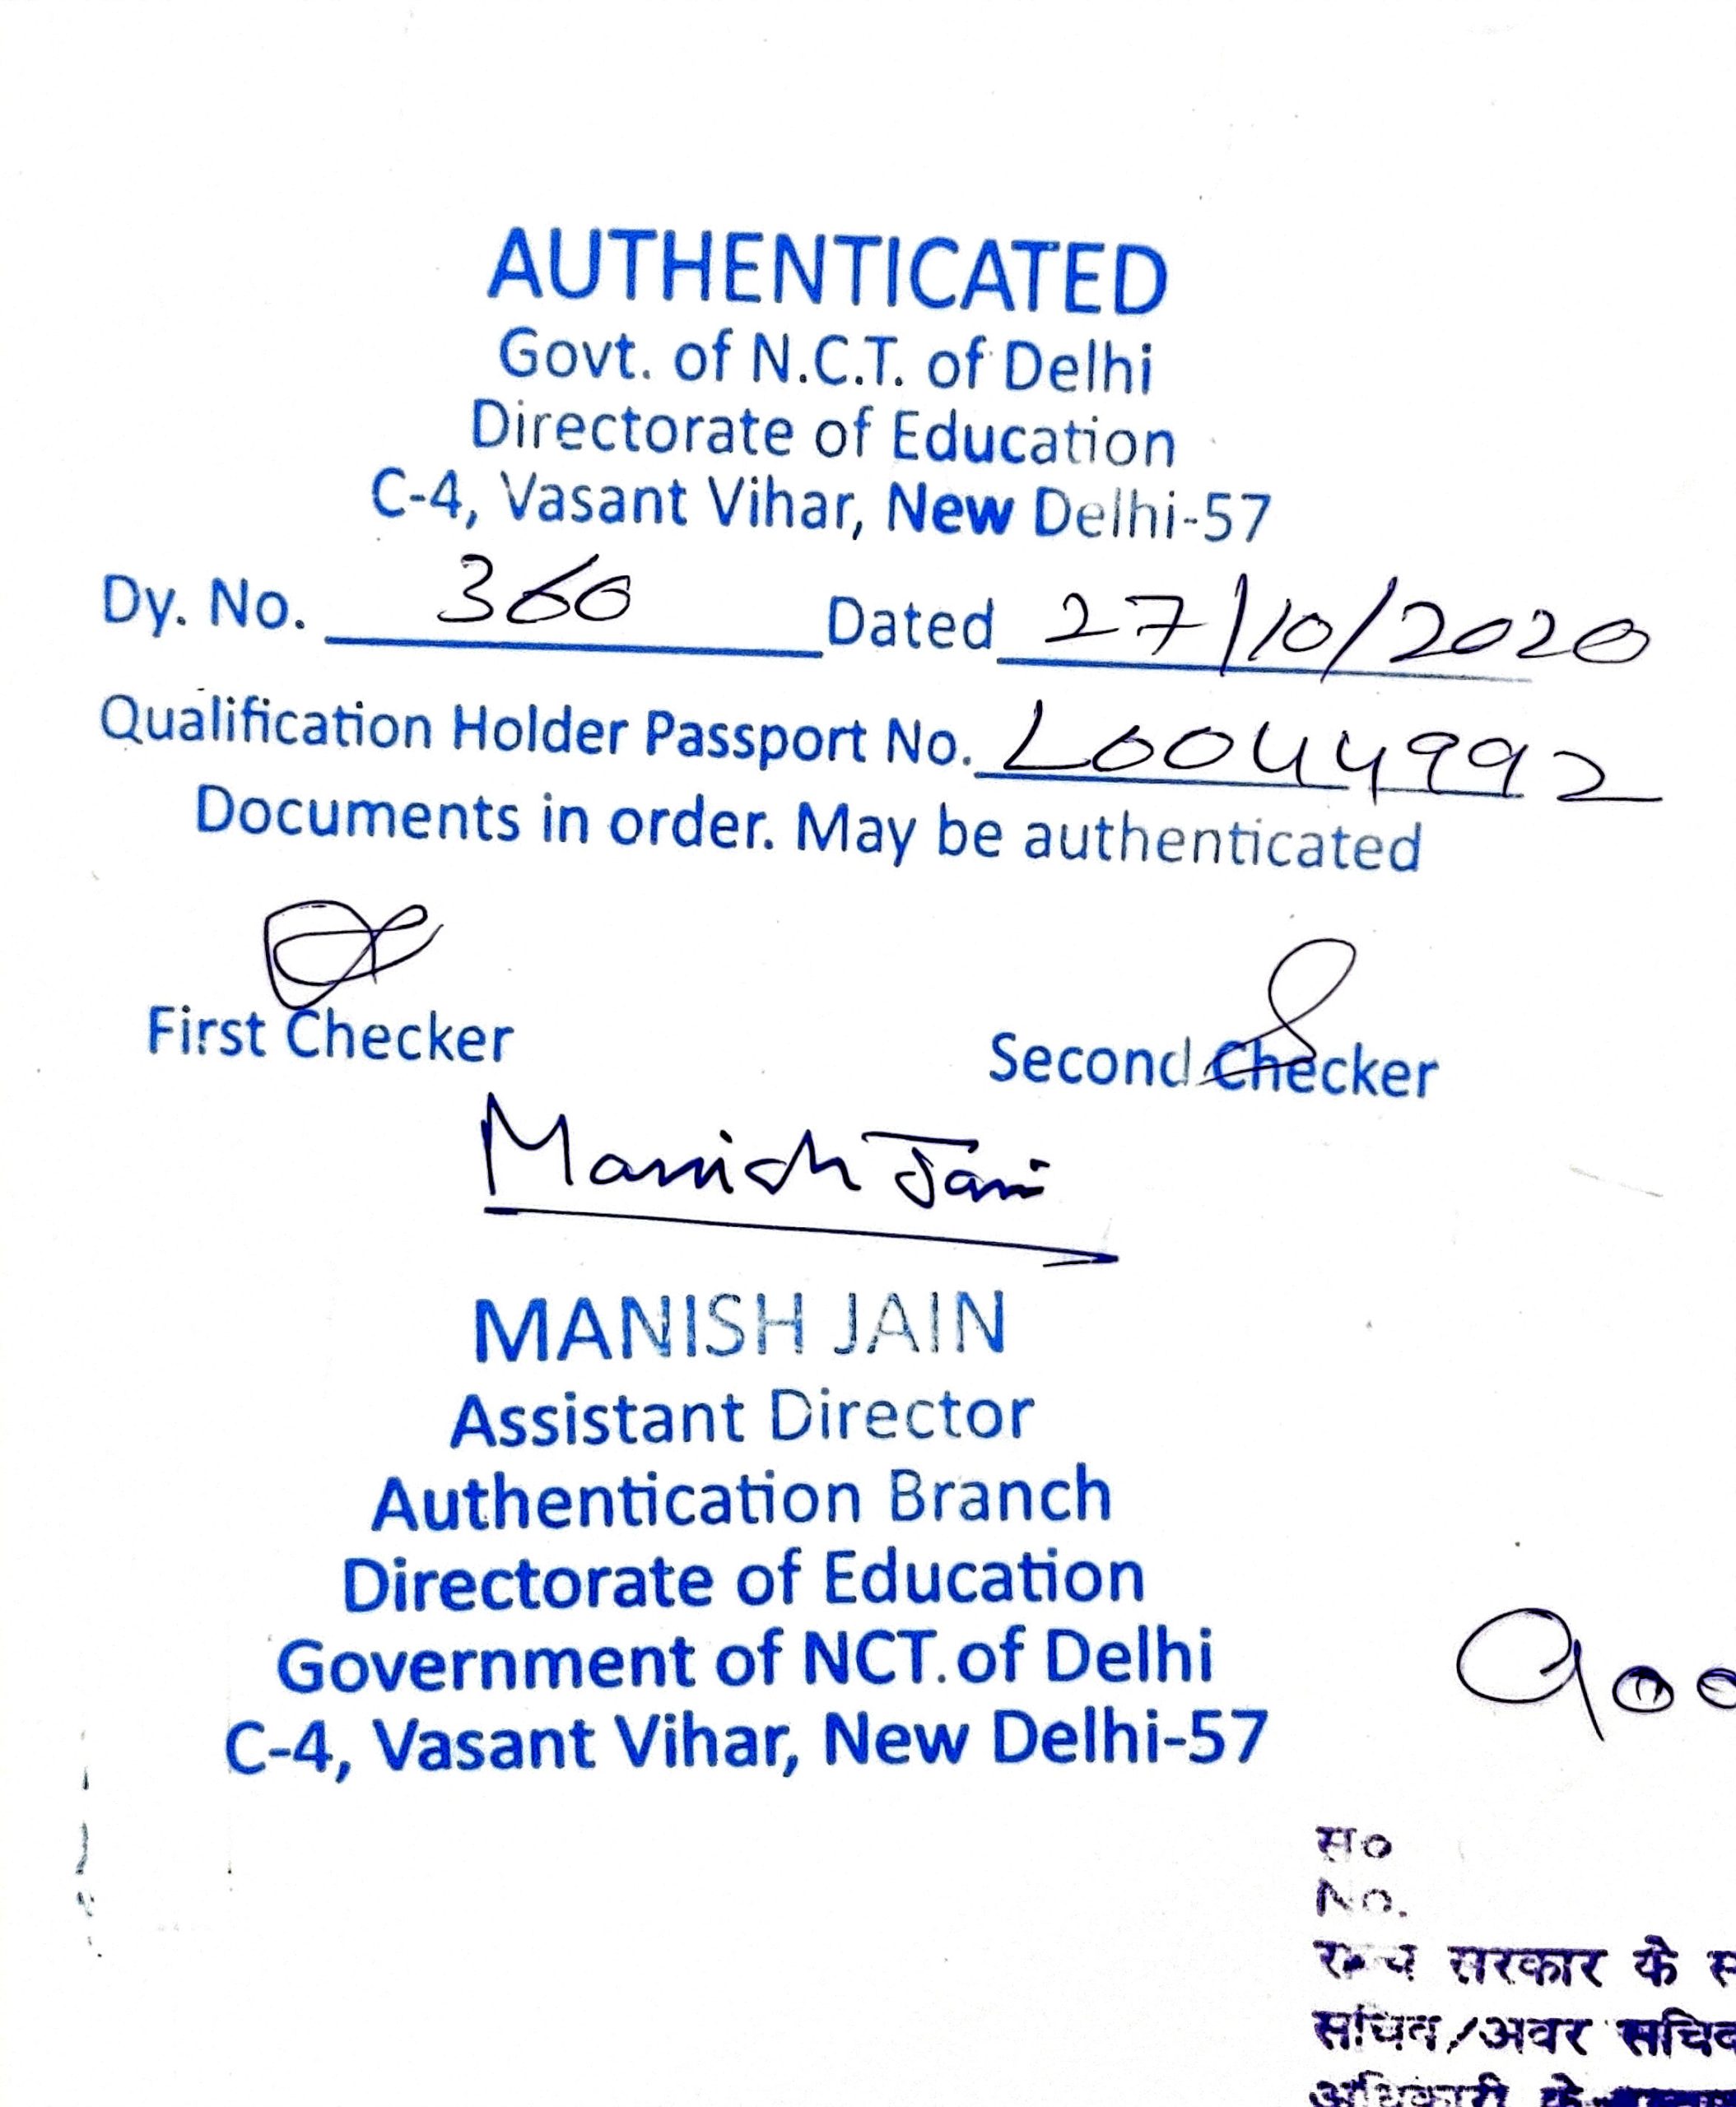 AUTHENTICATED
Govt. of N.C.T. of Delhi
Directorate of Education
C-4, Vasant Vihar, New Delhi-57
Dy. No. 360 Dated 27/10/2020
Qualification Holder Passport No. L0044992
Documents in order. May be authenticated
First Checker
Second Checker
Manish Jain
MANISH JAIN
Assistant Director
Authentication Branch
Directorate of Education
Government of NCT. of Delhi
C-4, Vasant Vihar, New Delhi-57
स०
No.
सरकार के
सचिव/अवर
अधिकारी के